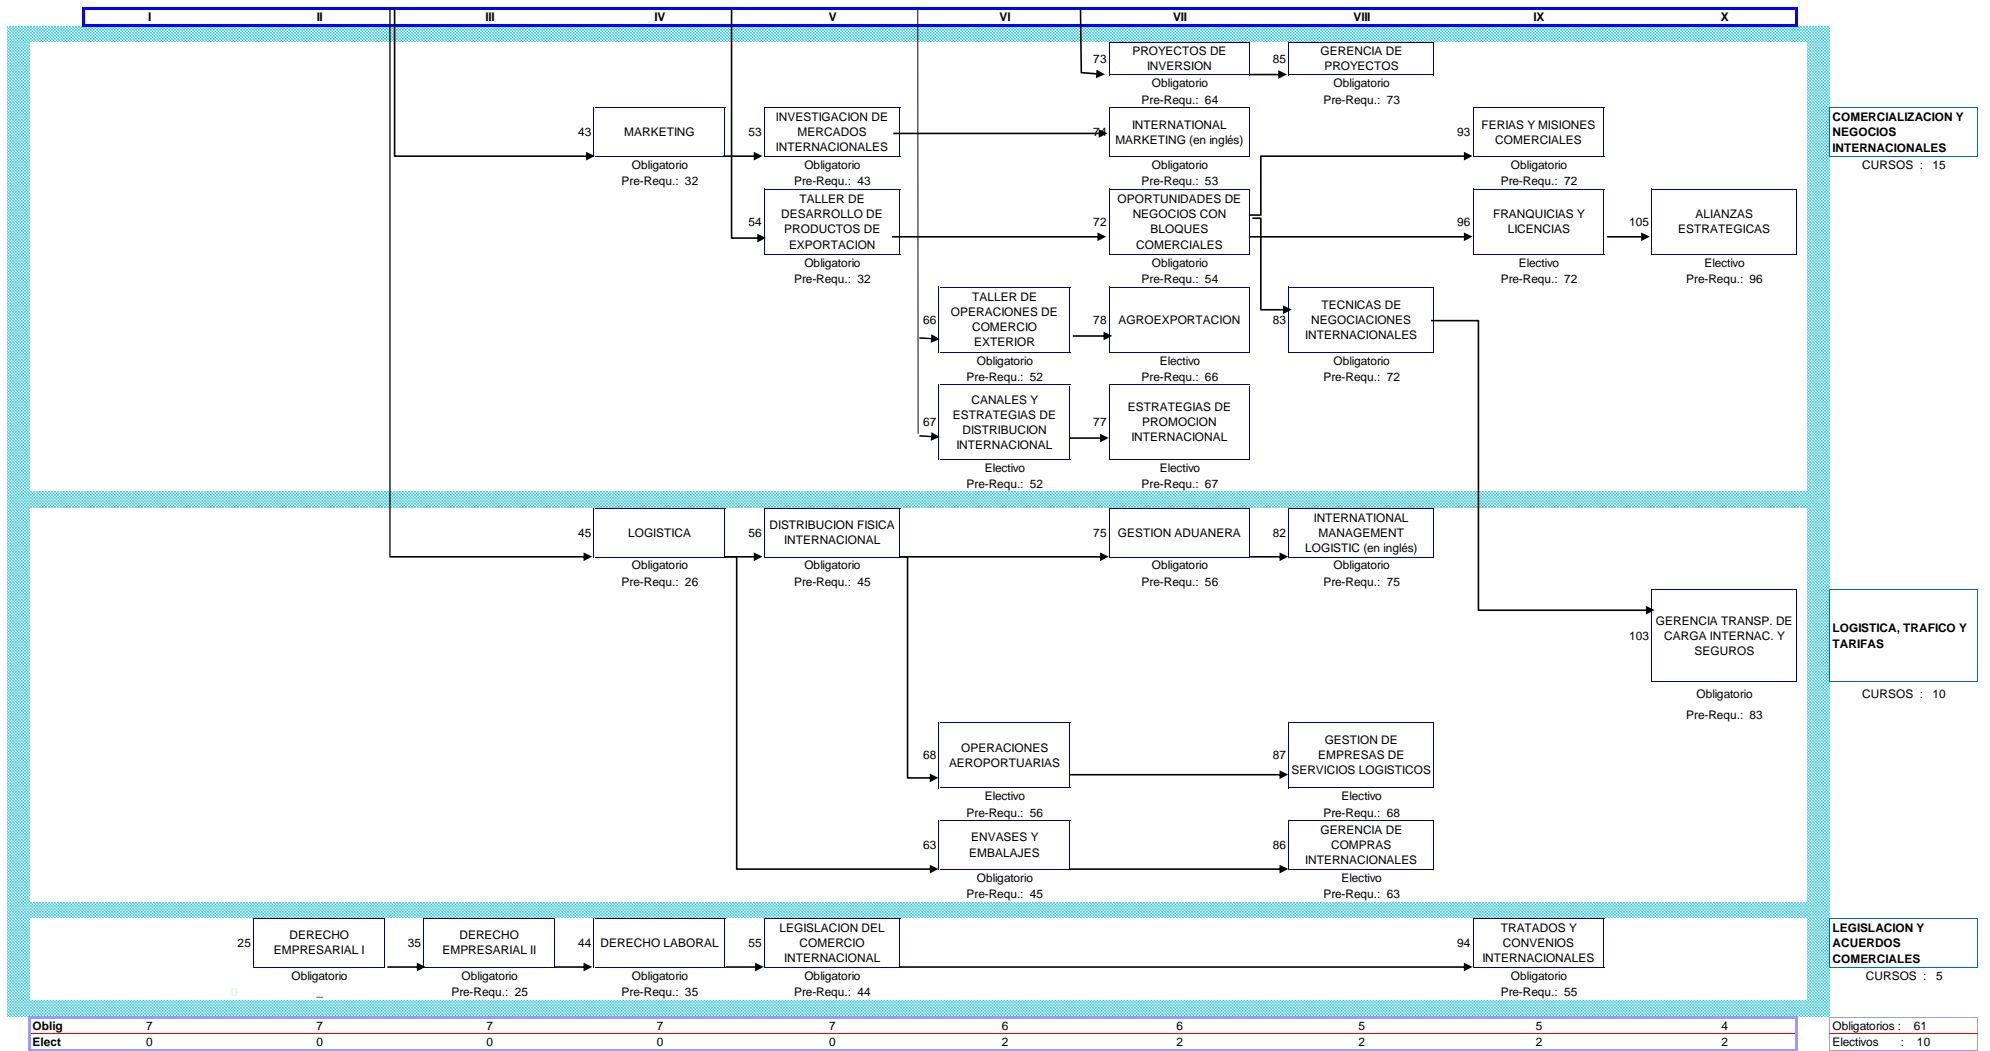 I II III IV V VI VII VIII IX X
73 PROYECTOS DE
INVERSION
Obligatorio
Pre-Requ.: 64
85 GERENCIA DE
PROYECTOS
Obligatorio
Pre-Requ.: 73
43 MARKETING
Obligatorio
Pre-Requ.: 32
53 INVESTIGACION DE
MERCADOS
INTERNACIONALES
Obligatorio
Pre-Requ.: 43
74 INTERNATIONAL
MARKETING (en inglés)
Obligatorio
Pre-Requ.: 53
93 FERIAS Y MISIONES
COMERCIALES
Obligatorio
Pre-Requ.: 72
COMERCIALIZACION Y
NEGOCIOS
INTERNACIONALES
CURSOS : 15
54 TALLER DE
DESARROLLO DE
PRODUCTOS DE
EXPORTACION
Obligatorio
Pre-Requ.: 32
72 OPORTUNIDADES DE
NEGOCIOS CON
BLOQUES
COMERCIALES
Obligatorio
Pre-Requ.: 54
96 FRANQUICIAS Y
LICENCIAS
Electivo
Pre-Requ.: 72
105 ALIANZAS
ESTRATEGICAS
Electivo
Pre-Requ.: 96
66 TALLER DE
OPERACIONES DE
COMERCIO
EXTERIOR
Obligatorio
Pre-Requ.: 52
78 AGROEXPORTACION
Electivo
Pre-Requ.: 66
83 TECNICAS DE
NEGOCIACIONES
INTERNACIONALES
Obligatorio
Pre-Requ.: 72
67 CANALES Y
ESTRATEGIAS DE
DISTRIBUCION
INTERNACIONAL
Electivo
Pre-Requ.: 52
77 ESTRATEGIAS DE
PROMOCION
INTERNACIONAL
Electivo
Pre-Requ.: 67
45 LOGISTICA
Obligatorio
Pre-Requ.: 26
56 DISTRIBUCION FISICA
INTERNACIONAL
Obligatorio
Pre-Requ.: 45
75 GESTION ADUANERA
Obligatorio
Pre-Requ.: 56
82 INTERNATIONAL
MANAGEMENT
LOGISTIC (en inglés)
Obligatorio
Pre-Requ.: 75
103 GERENCIA TRANSP. DE
CARGA INTERNAC. Y
SEGUROS
Obligatorio
Pre-Requ.: 83
LOGISTICA, TRAFICO Y
TARIFAS
CURSOS : 10
68 OPERACIONES
AEROPORTUARIAS
Electivo
Pre-Requ.: 56
87 GESTION DE
EMPRESAS DE
SERVICIOS LOGISTICOS
Electivo
Pre-Requ.: 68
63 ENVASES Y
EMBALAJES
Obligatorio
Pre-Requ.: 45
86 GERENCIA DE
COMPRAS
INTERNACIONALES
Electivo
Pre-Requ.: 63
25 DERECHO
EMPRESARIAL I
Obligatorio
0 _
35 DERECHO
EMPRESARIAL II
Obligatorio
Pre-Requ.: 25
44 DERECHO LABORAL
Obligatorio
Pre-Requ.: 35
55 LEGISLACION DEL
COMERCIO
INTERNACIONAL
Obligatorio
Pre-Requ.: 44
94 TRATADOS Y
CONVENIOS
INTERNACIONALES
Obligatorio
Pre-Requ.: 55
LEGISLACION Y
ACUERDOS
COMERCIALES
CURSOS : 5
Oblig 7 7 7 7 7 6 6 5 5 4 Obligatorios : 61
Elect 0 0 0 0 0 2 2 2 2 2 Electivos : 10